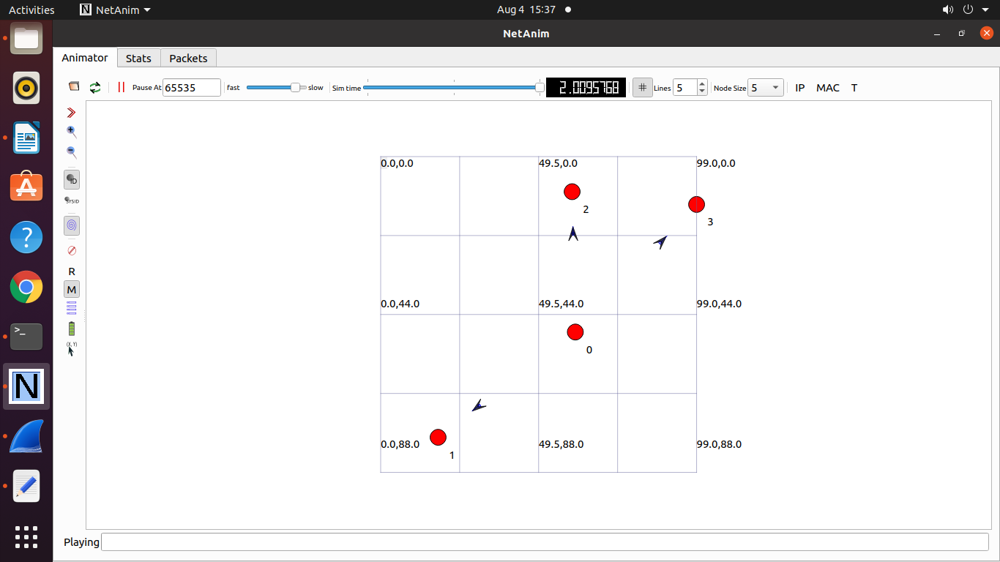 Activities NetAnim Aug 4 15:37
NetAnim
Animator Stats Packets
Pause At 65535 fast slow Sim time 2.0095768 # Lines 5 Node Size 5 IP MAC T
ID
SYSID
R
M
(X, Y)
>_
N
0.0,0.0 49.5,0.0 99.0,0.0
2
3
0.0,44.0 49.5,44.0 99.0,44.0
0
0.0,88.0 49.5,88.0 99.0,88.0
1
Playing